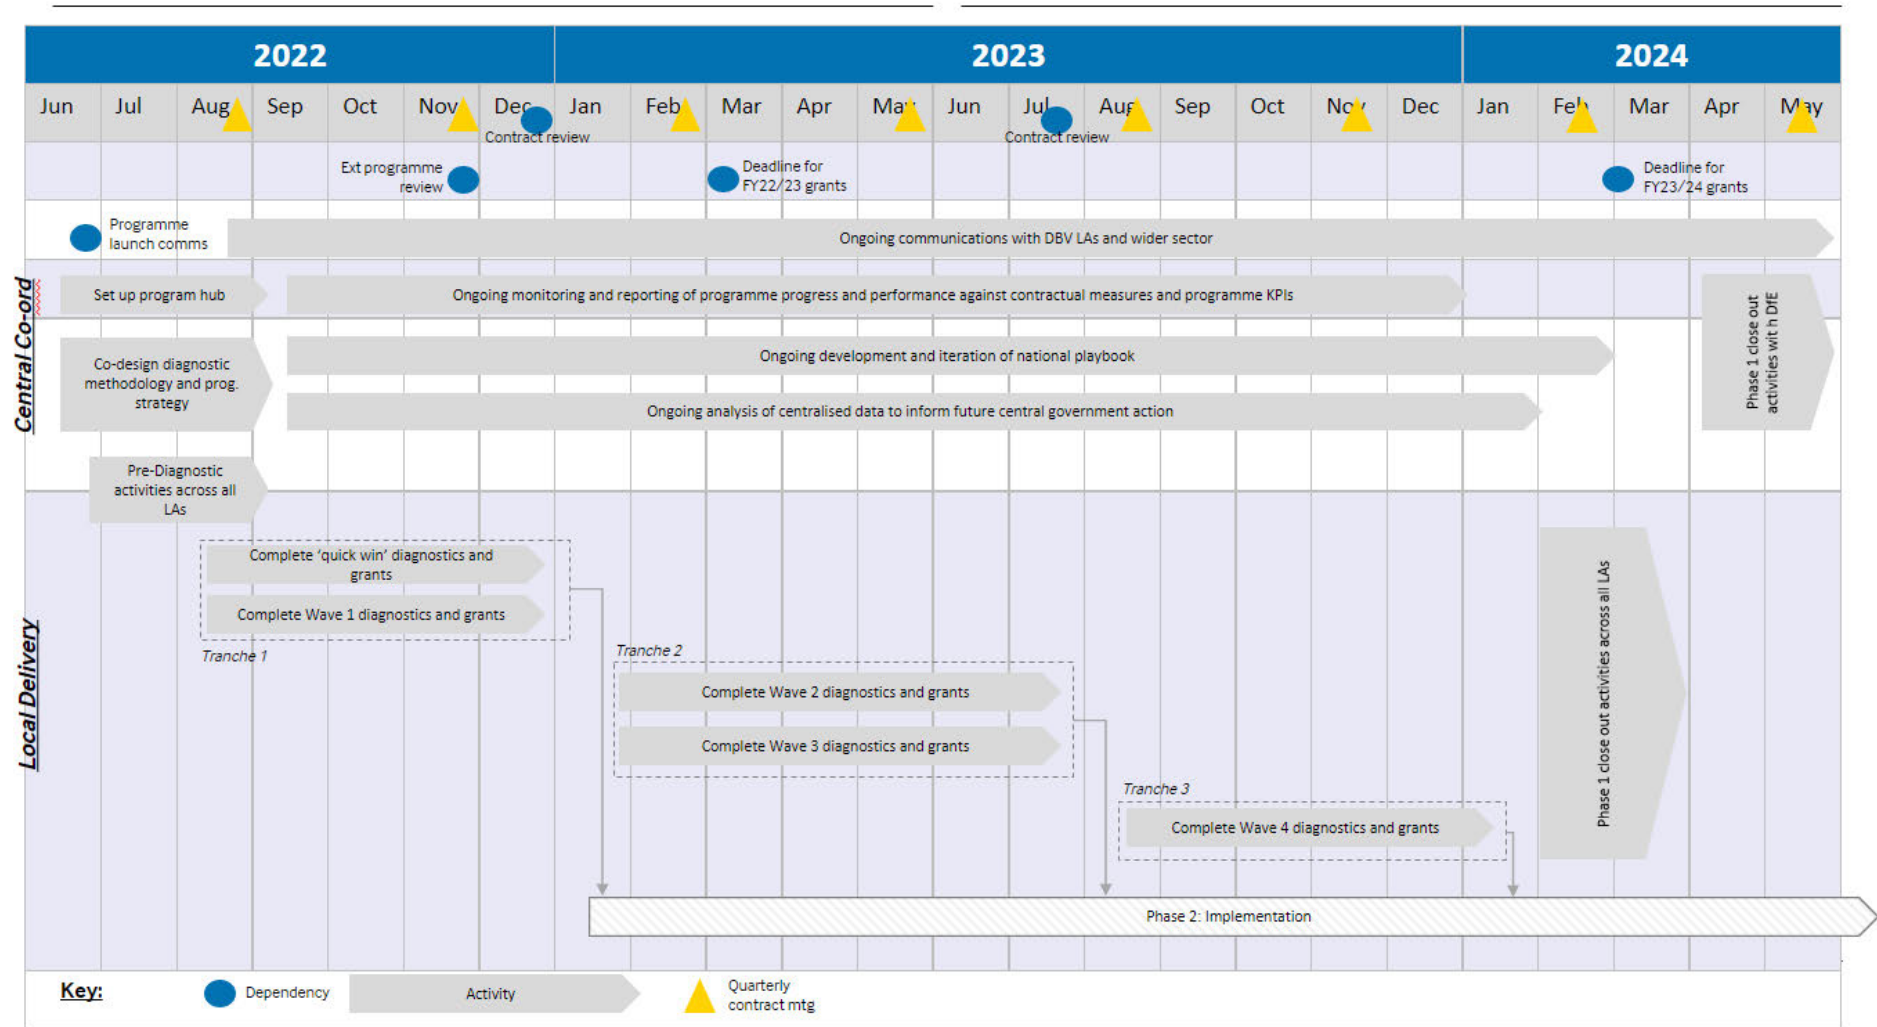 2022 2023 2024
Jun Jul Aug Sep Oct Nov Dec Jan Feb Mar Apr May Jun Jul Aug Sep Oct Nov Dec Jan Feb Mar Apr May
Contract review
Contract review
Ext programme
review
Deadline for
FY22/23 grants
Deadline for
FY23/24 grants
Programme
launch comms
Ongoing communications with DBV LAs and wider sector
Central Co-ord
Set up program hub
Ongoing monitoring and reporting of programme progress and performance against contractual measures and programme KPIs
Phase 1 close out
activities wit h DfE
Co-design diagnostic
methodology and prog.
strategy
Ongoing development and iteration of national playbook
Ongoing analysis of centralised data to inform future central government action
Pre-Diagnostic
activities across all
LAs
Local Delivery
Complete ‘quick win’ diagnostics and
grants
Complete Wave 1 diagnostics and grants
Tranche 1
Tranche 2
Complete Wave 2 diagnostics and grants
Complete Wave 3 diagnostics and grants
Tranche 3
Complete Wave 4 diagnostics and grants
Phase 1 close out activities across all LAs
Phase 2: Implementation
Key:
Dependency
Activity
Quarterly
contract mtg